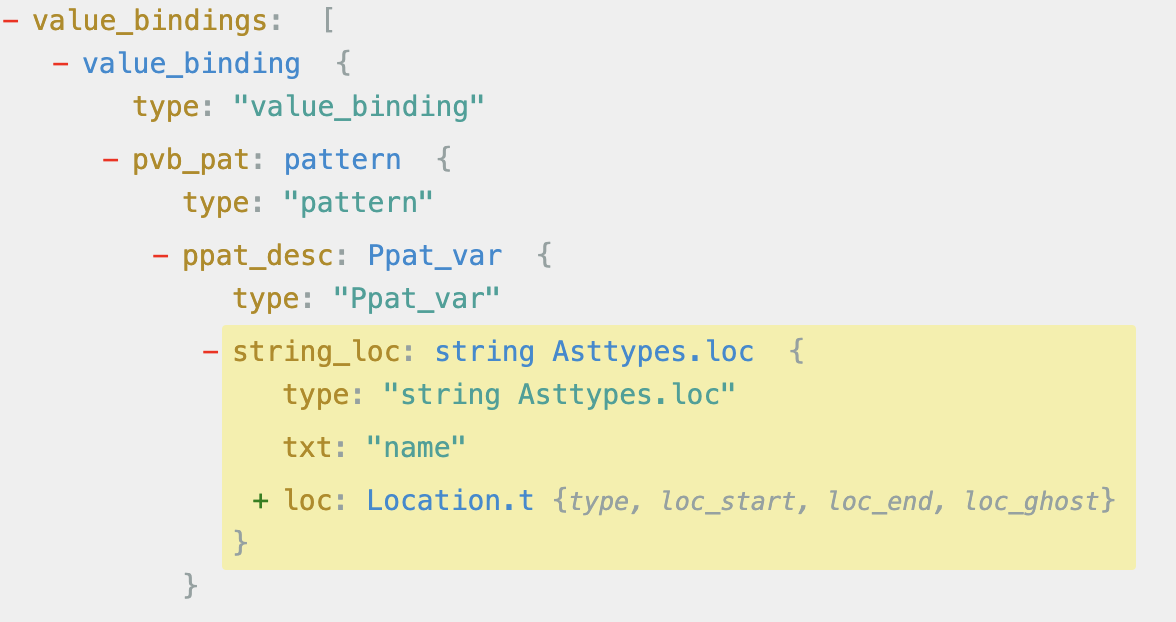 − value_bindings: [
− value_binding {
type: "value_binding"
− pvb_pat: pattern {
type: "pattern"
− ppat_desc: Ppat_var {
type: "Ppat_var"
− string_loc: string Asttypes.loc {
type: "string Asttypes.loc"
txt: "name"
+ loc: Location.t {type, loc_start, loc_end, loc_ghost}
}
}